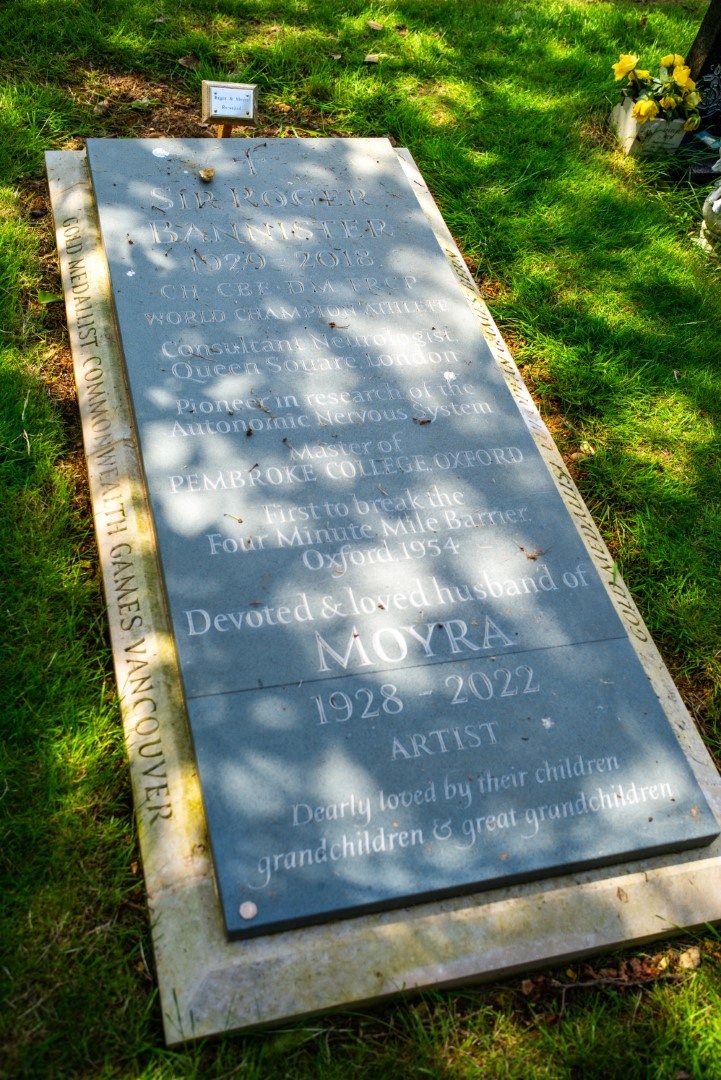 SIR ROGER
BANNISTER
1929 - 2018
CH CBE DM FRCP
WORLD CHAMPION ATHLETE
Consultant Neurologist
Queen Square London
Pioneer in research of the
Autonomic Nervous System
Master of
PEMBROKE COLLEGE, OXFORD
First to break the
Four Minute Mile Barrier
Oxford 1954
Devoted & loved husband of
MOYRA
1928 - 2022
ARTIST
Dearly loved by their children
grandchildren & great grandchildren
GOLD MEDALLIST COMMONWEALTH GAMES VANCOUVER